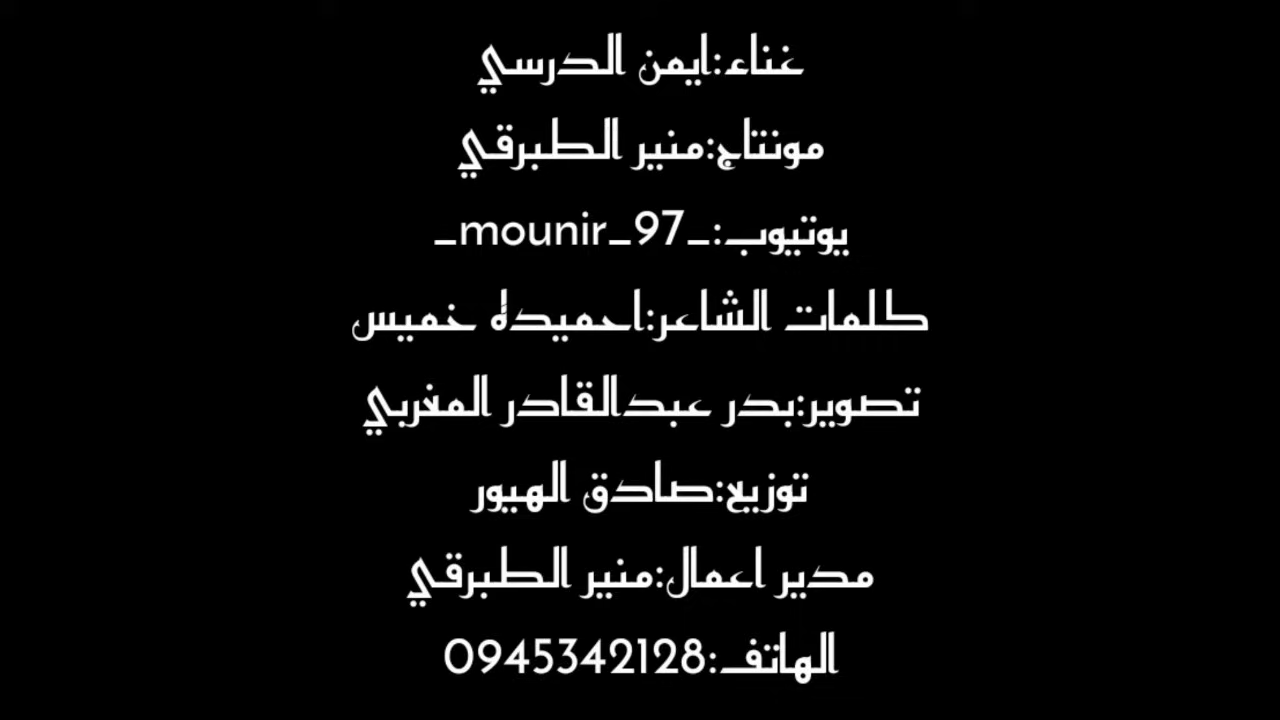 غناء:ايمن الدرسي
مونتاج:منير الطبرقي
يوتيوب:_mounir_97_
كلمات الشاعر:احميده خميس
تصوير:بدر عبدالقادر المغربي
توزيع:صادق الهيور
مدير اعمال:منير الطبرقي
الهاتف:0945342128